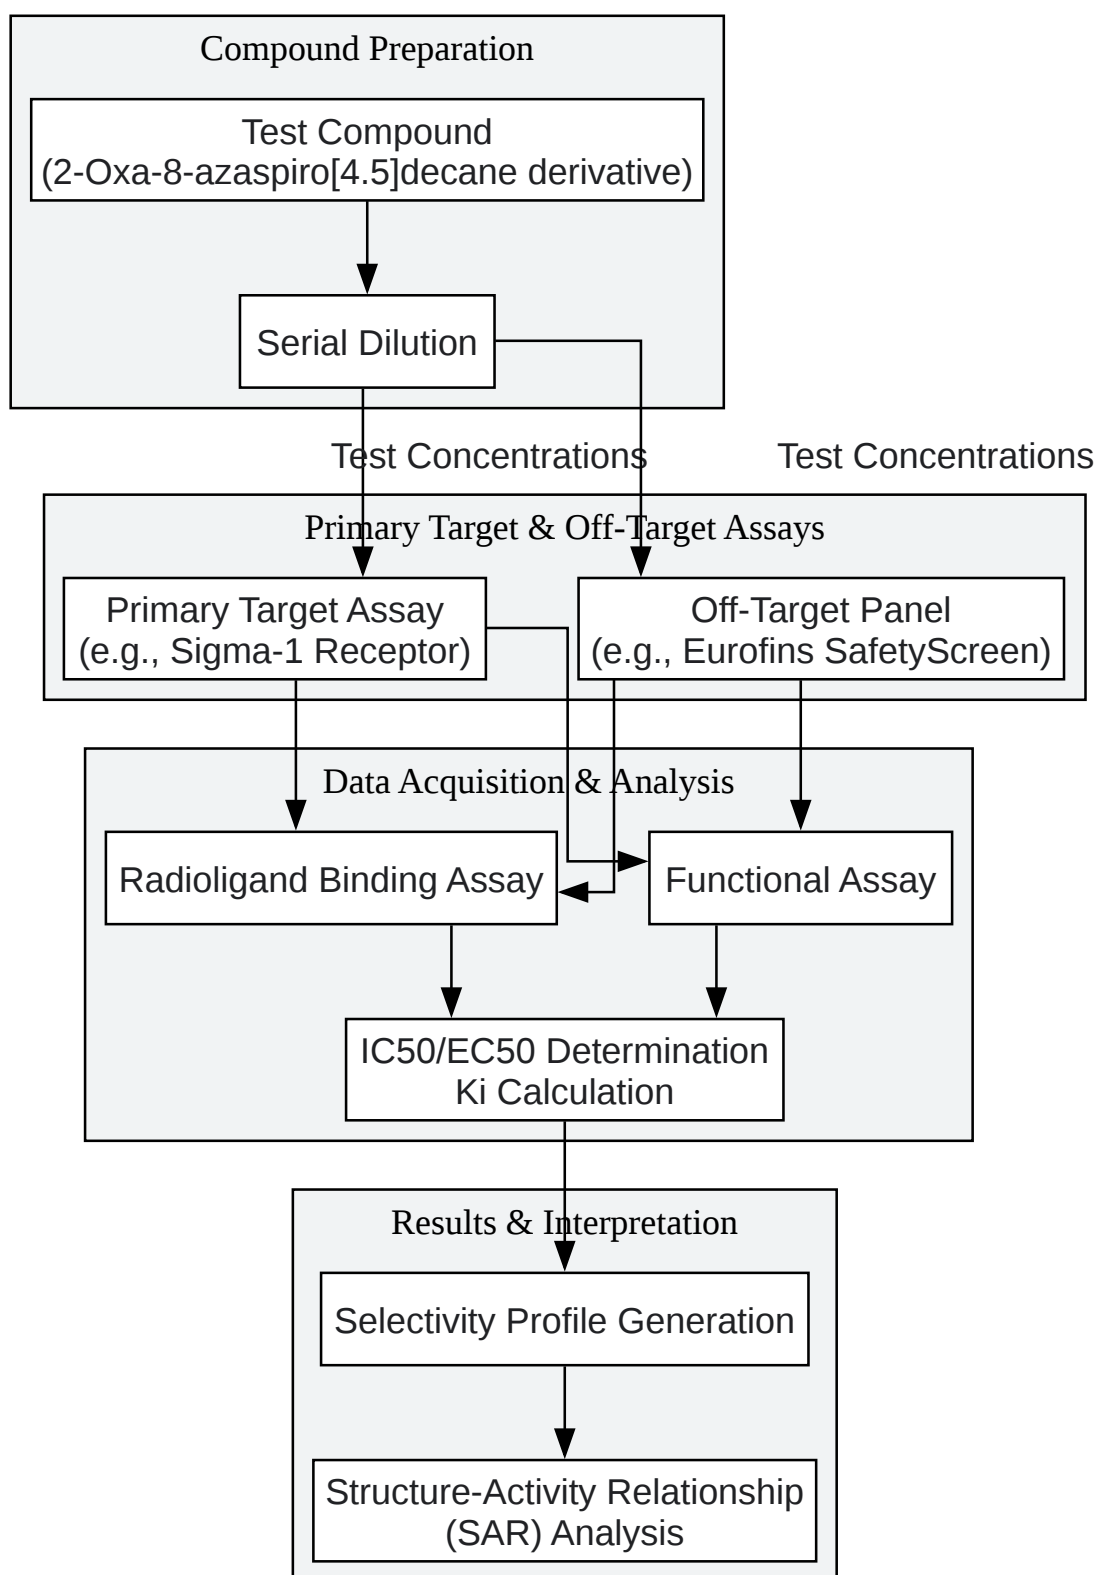 Compound Preparation
Test Compound
(2-Oxa-8-azaspiro[4.5]decane derivative)
Serial Dilution
Test Concentrations
Test Concentrations
Primary Target & Off-Target Assays
Primary Target Assay
(e.g., Sigma-1 Receptor)
Off-Target Panel
(e.g., Eurofins SafetyScreen)
Data Acquisition & Analysis
Radioligand Binding Assay
Functional Assay
IC50/EC50 Determination
Ki Calculation
Results & Interpretation
Selectivity Profile Generation
Structure-Activity Relationship
(SAR) Analysis